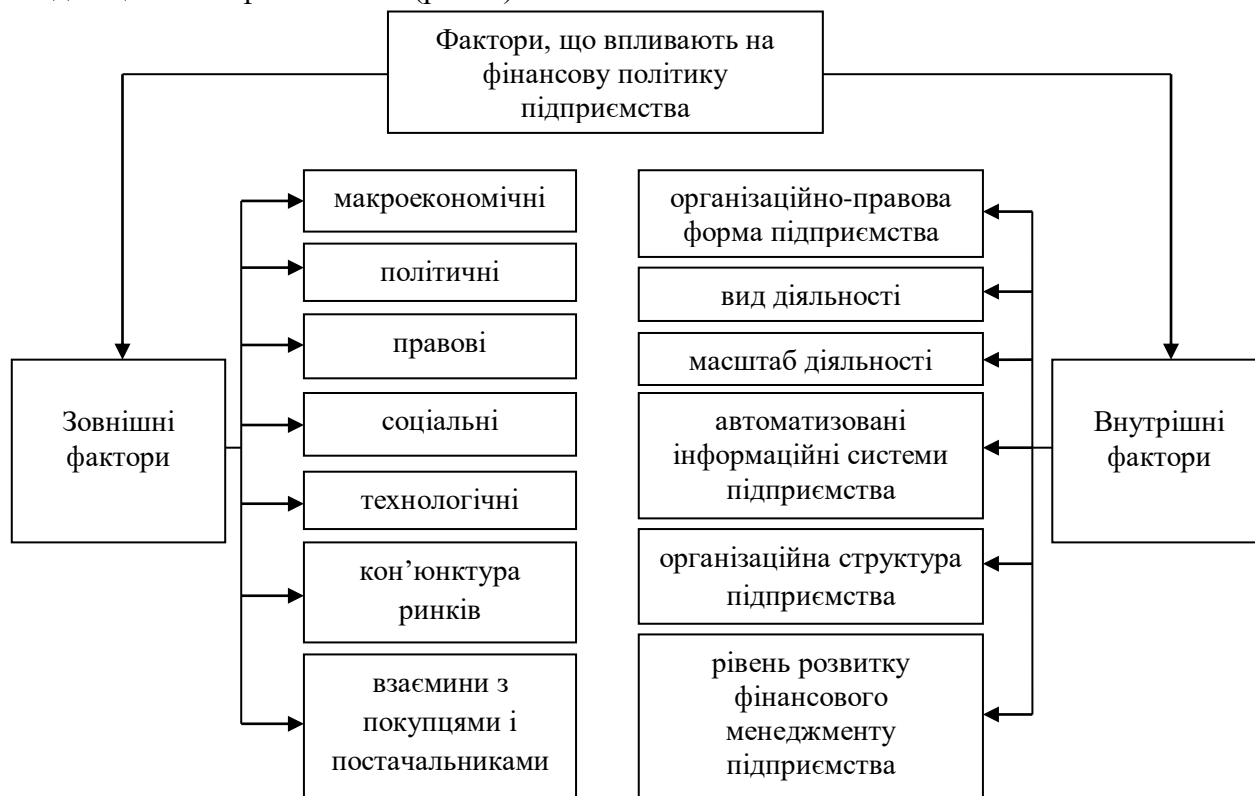 Фактори, що впливають на
фінансову політику
підприємства
Зовнішні
фактори
макроекономічні
політичні
правові
соціальні
технологічні
кон’юнктура
ринків
взаємини з
покупцями і
постачальниками
організаційно-правова
форма підприємства
вид діяльності
масштаб діяльності
автоматизовані
інформаційні системи
підприємства
організаційна структура
підприємства
рівень розвитку
фінансового
менеджменту
підприємства
Внутрішні
фактори